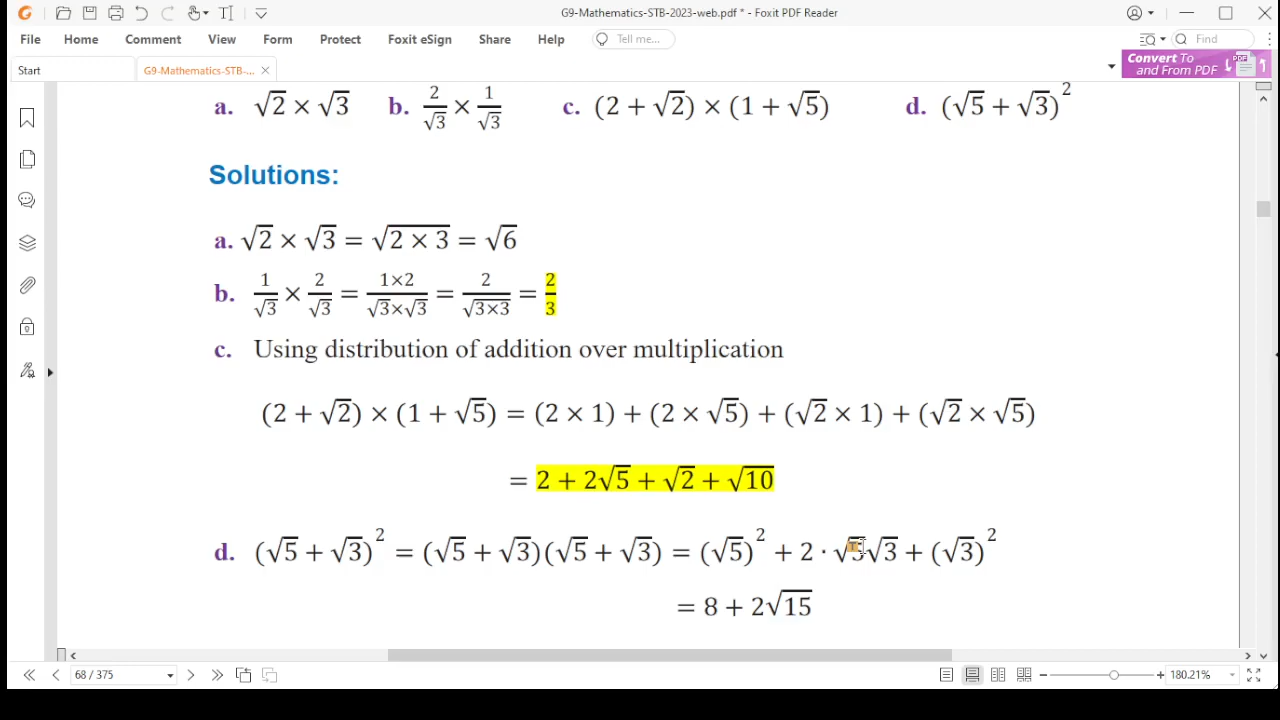 G9-Mathematics-STB-2023-web.pdf * - Foxit PDF Reader
File Home Comment View Form Protect Foxit eSign Share Help Tell me... Find
Start G9-Mathematics-STB-... Convert To and From PDF
a. √2 × √3 b. 2/√3 × 1/√3 c. (2 + √2) × (1 + √5) d. (√5 + √3)²
Solutions:
a. √2 × √3 = √(2 × 3) = √6
b. 1/√3 × 2/√3 = (1×2)/(√3×√3) = 2/√(3×3) = 2/3
c. Using distribution of addition over multiplication
(2 + √2) × (1 + √5) = (2 × 1) + (2 × √5) + (√2 × 1) + (√2 × √5)
= 2 + 2√5 + √2 + √10
d. (√5 + √3)² = (√5 + √3)(√5 + √3) = (√5)² + 2 · √5√3 + (√3)²
= 8 + 2√15
68 / 375 180.21%